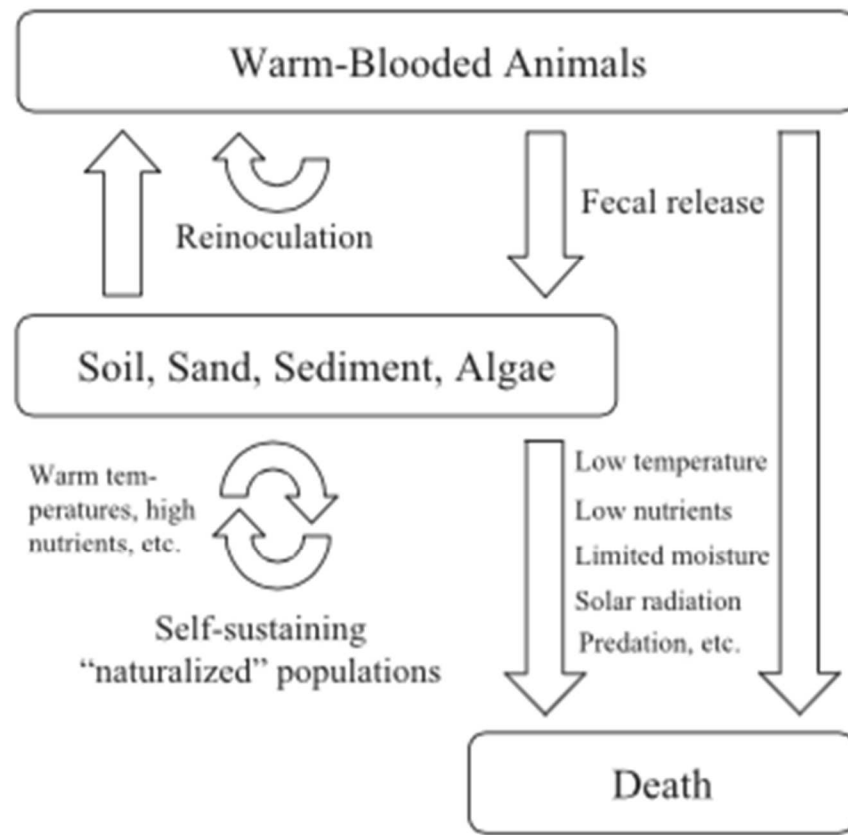 Warm-Blooded Animals
Reinoculation
Fecal release
Soil, Sand, Sediment, Algae
Warm tem-
peratures, high
nutrients, etc.
Self-sustaining
“naturalized” populations
Low temperature
Low nutrients
Limited moisture
Solar radiation
Predation, etc.
Death